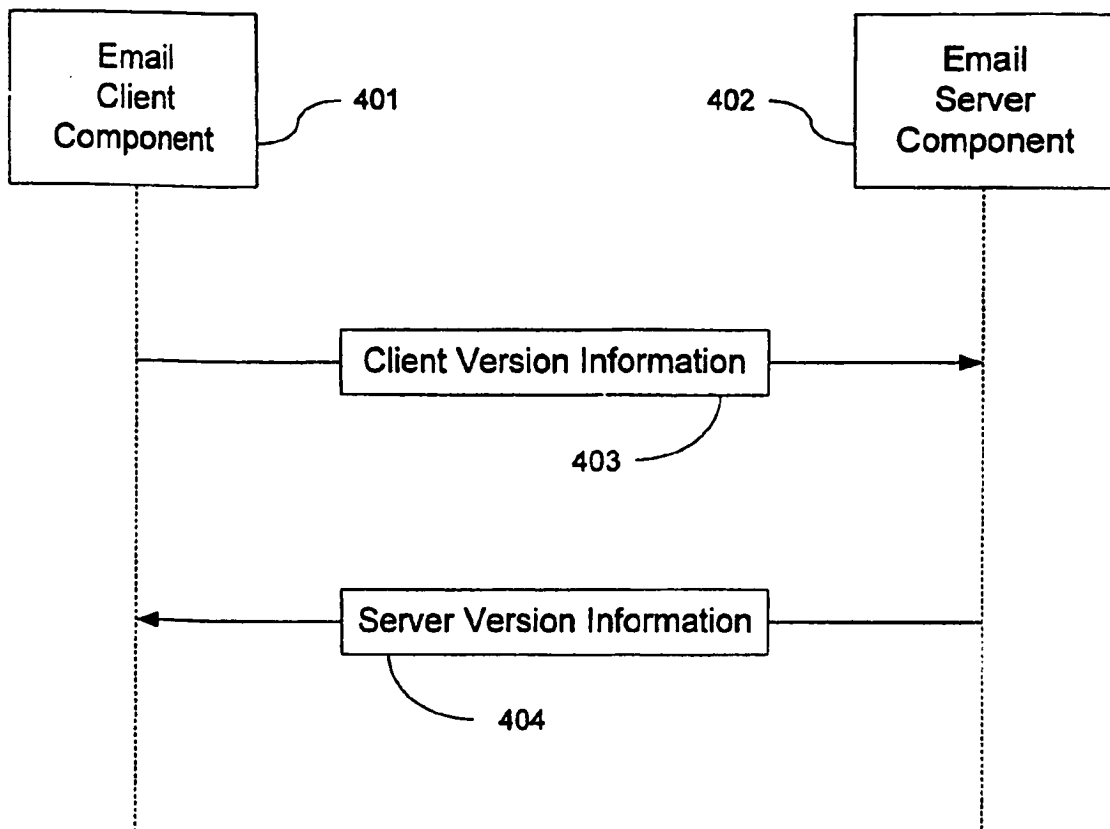 Email
Client
Component
401
402
Email
Server
Component
Client Version Information
403
Server Version Information
404